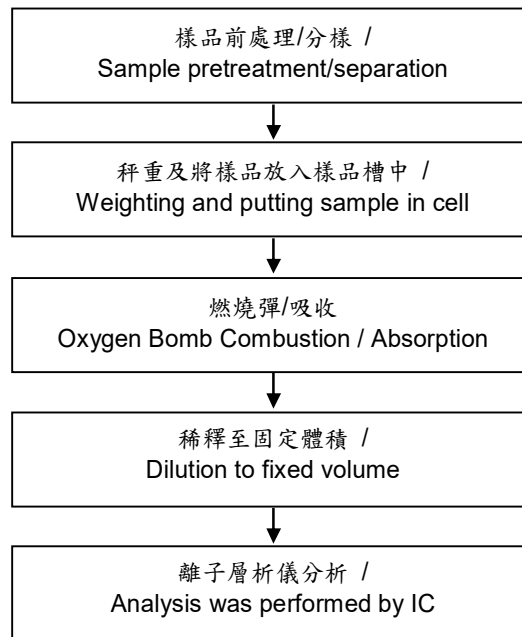 樣品前處理/分樣 /
Sample pretreatment/separation
秤重及將樣品放入樣品槽中 /
Weighting and putting sample in cell
燃燒彈/吸收
Oxygen Bomb Combustion / Absorption
稀釋至固定體積 /
Dilution to fixed volume
離子層析儀分析 /
Analysis was performed by IC